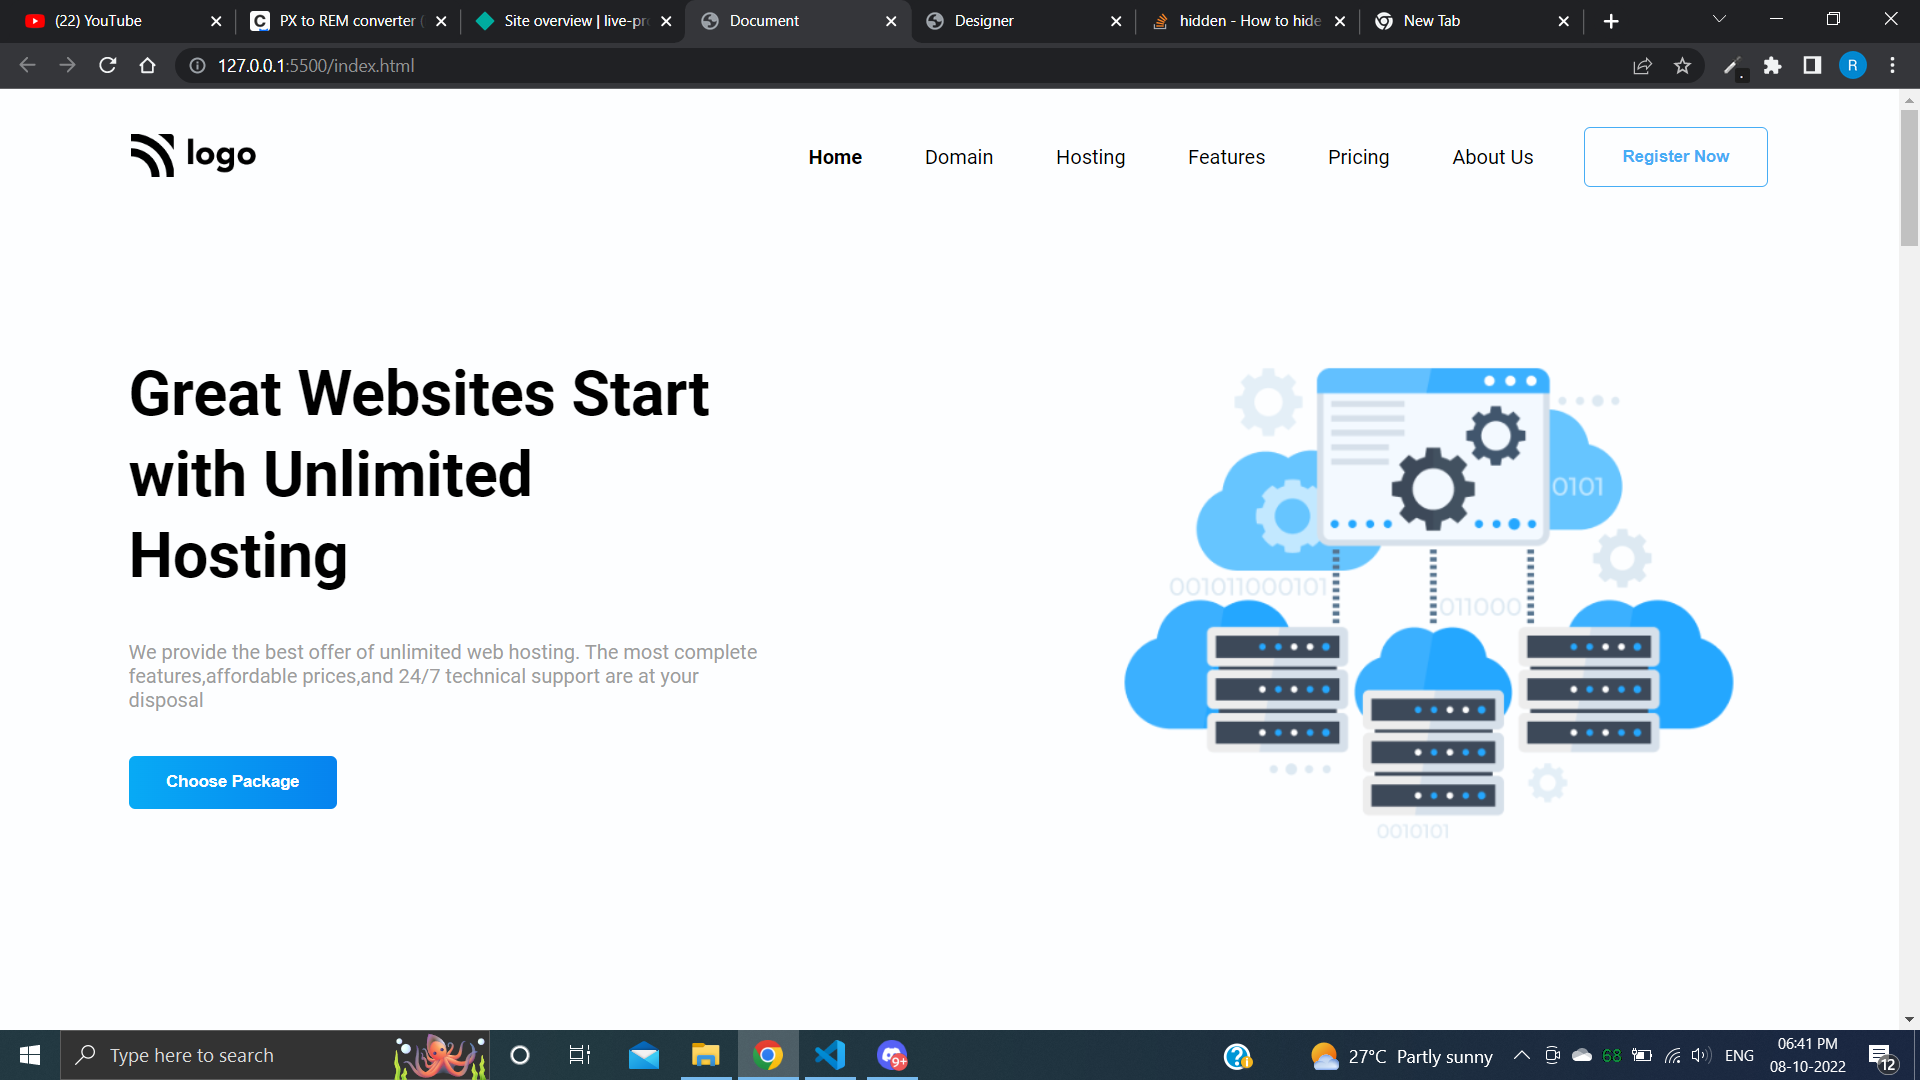 (22) YouTube
PX to REM converter (
Site overview | live-pr
Document
Designer
hidden - How to hide
New Tab
127.0.0.1:5500/index.html
R
logo
Home
Domain
Hosting
Features
Pricing
About Us
Register Now
Great Websites Start
with Unlimited
Hosting
We provide the best offer of unlimited web hosting. The most complete
features,affordable prices,and 24/7 technical support are at your
disposal
Choose Package
0101
001011000101
011000
0010101
Type here to search
9+
27°C Partly sunny
68
ENG
06:41 PM
08-10-2022
12